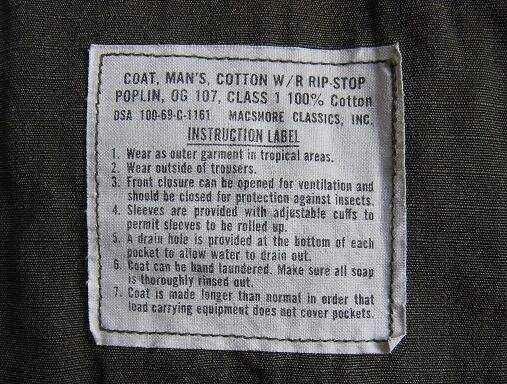 COAT, MAN'S, COTTON W/R RIP-STOP
POPLIN, OG 107, CLASS 1 100% Cotton
DSA 100-69-C-1161 MACSHORE CLASSICS, INC.
INSTRUCTION LABEL
1. Wear as outer garment in tropical areas.
2. Wear outside of trousers.
3. Front closure can be opened for ventilation and
should be closed for protection against insects.
4. Sleeves are provided with adjustable cuffs to
permit sleeves to be rolled up.
5. A drain hole is provided at the bottom of each
pocket to allow water to drain out.
6. Coat can be hand laundered. Make sure all soap
is thoroughly rinsed out.
7. Coat is made longer than normal in order that
load carrying equipment does not cover pockets.